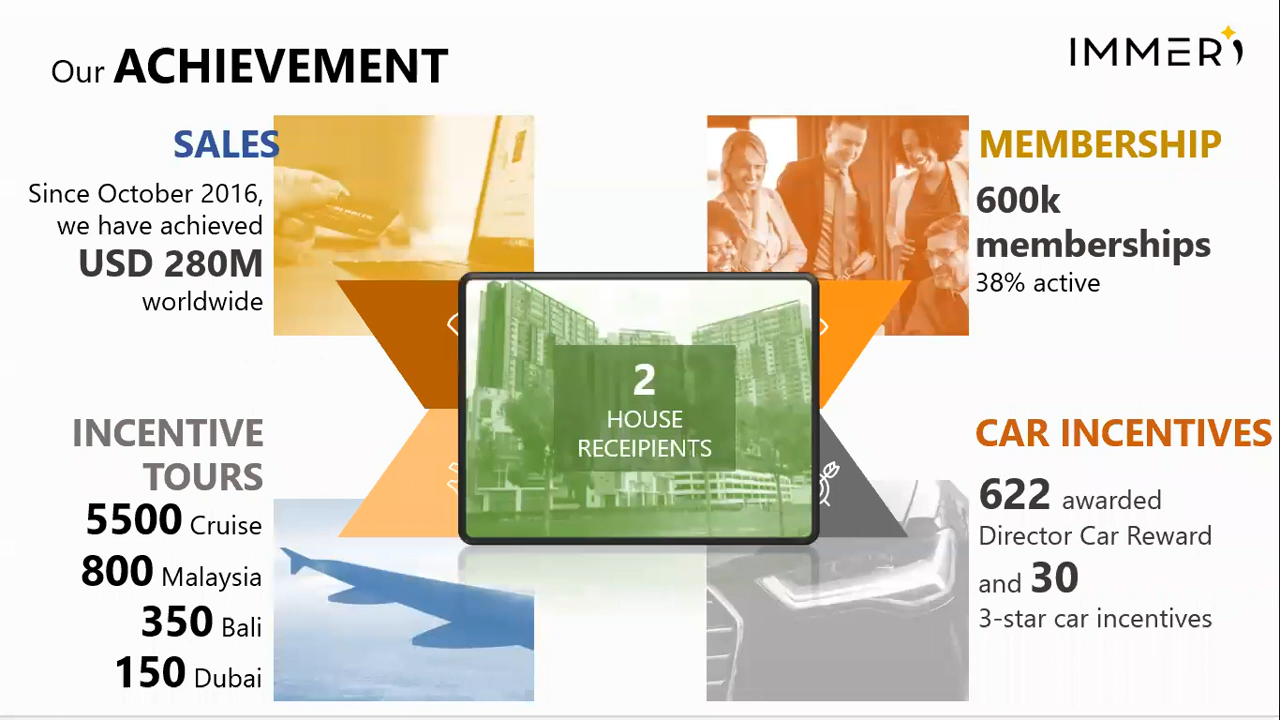 Our ACHIEVEMENT
IMMERi
SALES
Since October 2016,
we have achieved
USD 280M
worldwide
MEMBERSHIP
600k
memberships
38% active
2
HOUSE
RECEIPIENTS
INCENTIVE
TOURS
5500 Cruise
800 Malaysia
350 Bali
150 Dubai
CAR INCENTIVES
622 awarded
Director Car Reward
and 30
3-star car incentives